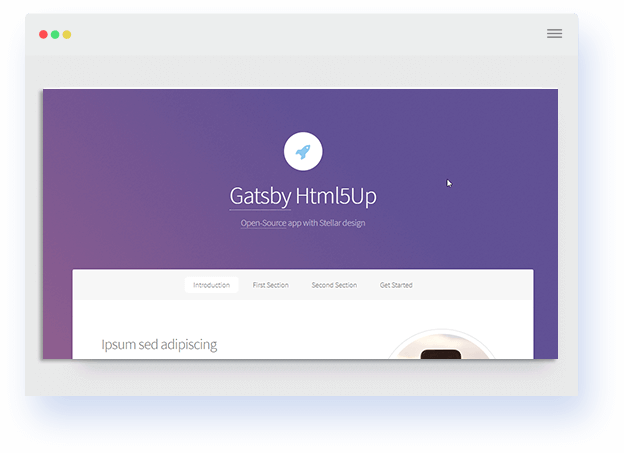 Gatsby Html5Up
Open-Source app with Stellar design
Introduction First Section Second Section Get Started
Ipsum sed adipiscing